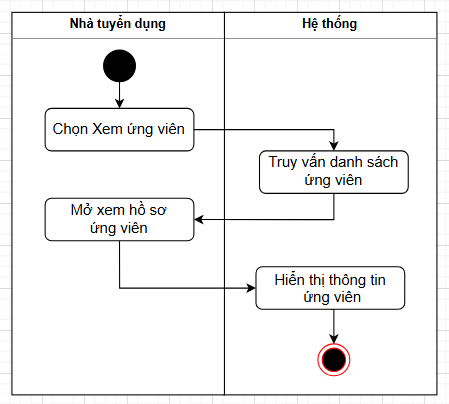 Nhà tuyển dụng
Hệ thống
Chọn Xem ứng viên
Truy vấn danh sách
ứng viên
Mở xem hồ sơ
ứng viên
Hiển thị thông tin
ứng viên